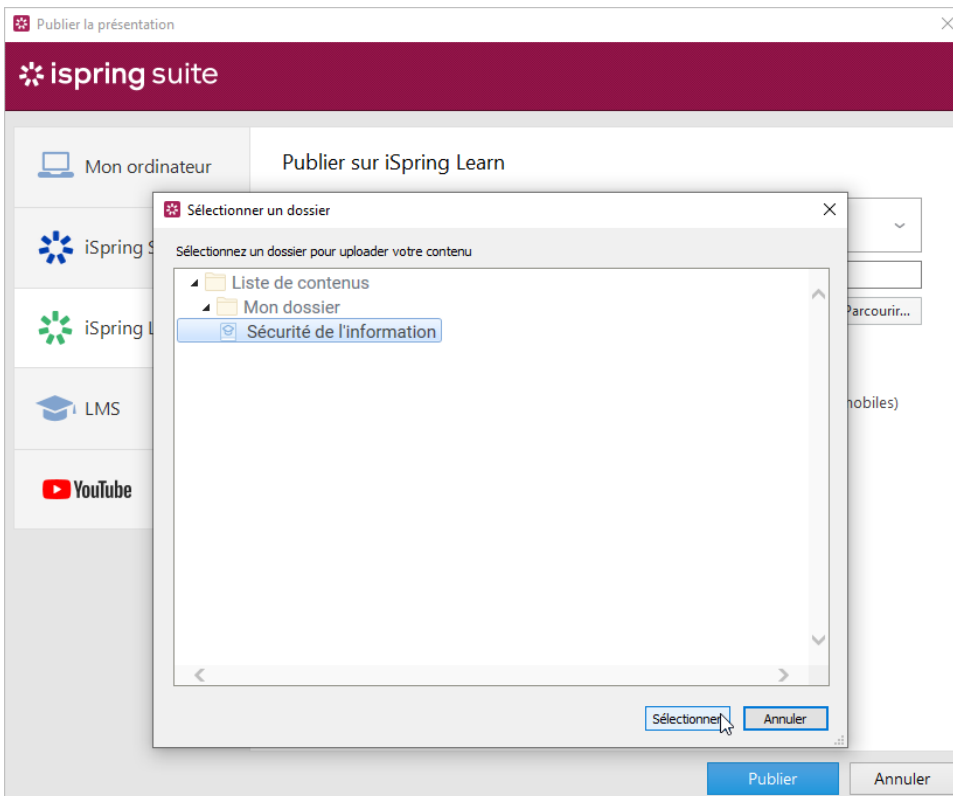 Publier la présentation
ispring suite
Mon ordinateur
Publier sur iSpring Learn
Sélectionner un dossier
iSpring S
Sélectionnez un dossier pour uploader votre contenu
Liste de contenus
Mon dossier
Parcourir...
iSpring L
Sécurité de l'information
LMS
mobiles)
YouTube
Sélectionner
Annuler
Publier
Annuler